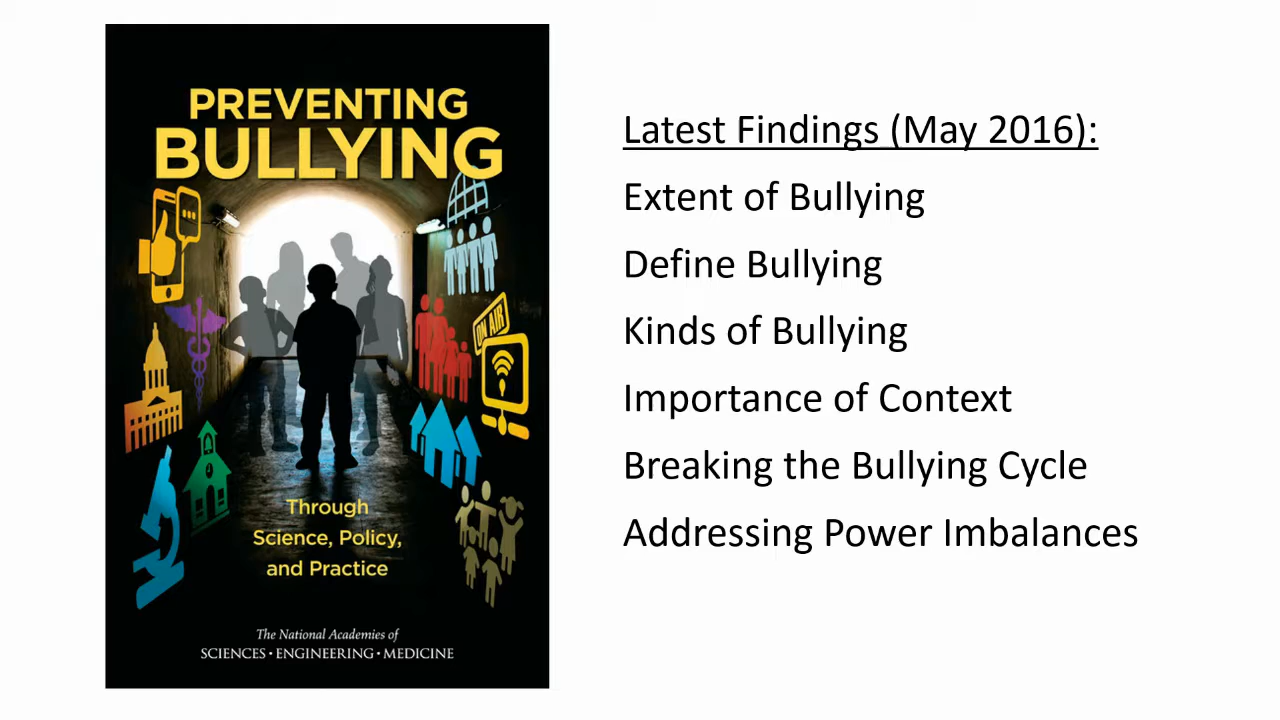 PREVENTING
BULLYING
ON AIR
Through
Science, Policy,
and Practice
The National Academies of
SCIENCES • ENGINEERING • MEDICINE
Latest Findings (May 2016):
Extent of Bullying
Define Bullying
Kinds of Bullying
Importance of Context
Breaking the Bullying Cycle
Addressing Power Imbalances